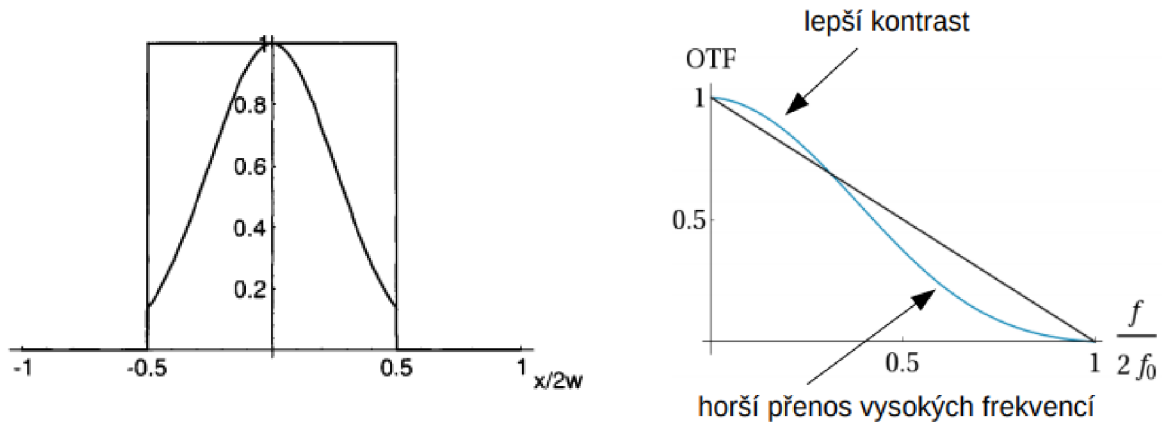 1
0.8
0.6
0.4
0.2
-1
-0.5
0.5
1
x/2w
lepší kontrast
OTF
1
0.5
0.5
1
f
2 f₀
horší přenos vysokých frekvencí